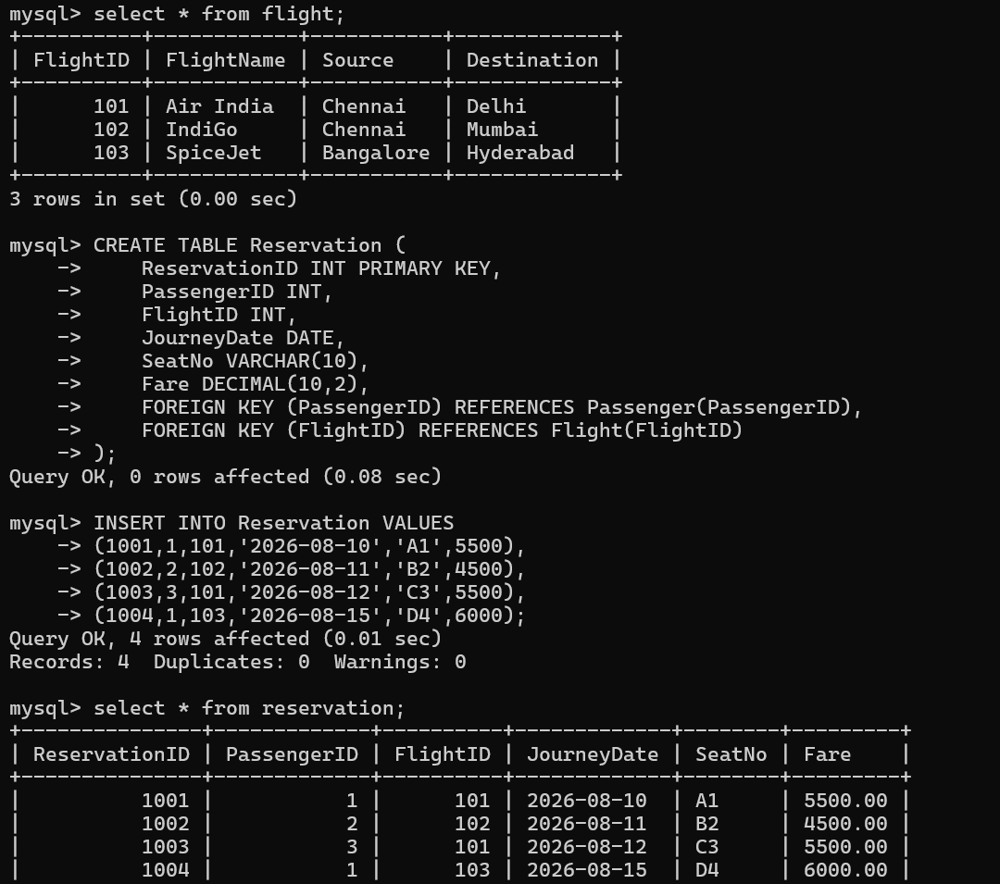 mysql> select * from flight;
+----------+------------+-----------+-------------+
| FlightID | FlightName | Source    | Destination |
+----------+------------+-----------+-------------+
|      101 | Air India  | Chennai   | Delhi       |
|      102 | IndiGo     | Chennai   | Mumbai      |
|      103 | SpiceJet   | Bangalore | Hyderabad   |
+----------+------------+-----------+-------------+
3 rows in set (0.00 sec)

mysql> CREATE TABLE Reservation (
    ->     ReservationID INT PRIMARY KEY,
    ->     PassengerID INT,
    ->     FlightID INT,
    ->     JourneyDate DATE,
    ->     SeatNo VARCHAR(10),
    ->     Fare DECIMAL(10,2),
    ->     FOREIGN KEY (PassengerID) REFERENCES Passenger(PassengerID),
    ->     FOREIGN KEY (FlightID) REFERENCES Flight(FlightID)
    -> );
Query OK, 0 rows affected (0.08 sec)

mysql> INSERT INTO Reservation VALUES
    -> (1001,1,101,'2026-08-10','A1',5500),
    -> (1002,2,102,'2026-08-11','B2',4500),
    -> (1003,3,101,'2026-08-12','C3',5500),
    -> (1004,1,103,'2026-08-15','D4',6000);
Query OK, 4 rows affected (0.01 sec)
Records: 4  Duplicates: 0  Warnings: 0

mysql> select * from reservation;
+---------------+-------------+----------+-------------+--------+---------+
| ReservationID | PassengerID | FlightID | JourneyDate | SeatNo | Fare    |
+---------------+-------------+----------+-------------+--------+---------+
|          1001 |           1 |      101 | 2026-08-10  | A1     | 5500.00 |
|          1002 |           2 |      102 | 2026-08-11  | B2     | 4500.00 |
|          1003 |           3 |      101 | 2026-08-12  | C3     | 5500.00 |
|          1004 |           1 |      103 | 2026-08-15  | D4     | 6000.00 |